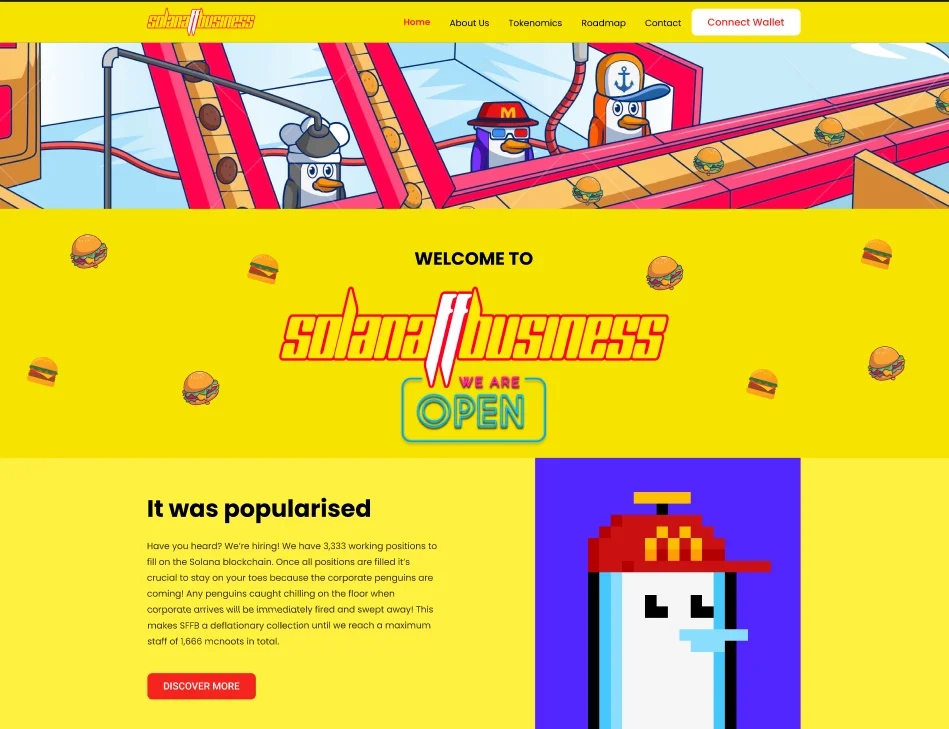 solanaffbusiness
Home
About Us
Tokenomics
Roadmap
Contact
Connect Wallet
M
WELCOME TO
solanaffbusiness
WE ARE
OPEN
It was popularised
Have you heard? We're hiring! We have 3,333 working positions to
fill on the Solana blockchain. Once all positions are filled it's
crucial to stay on your toes because the corporate penguins are
coming! Any penguins caught chilling on the floor when
corporate arrives will be immediately fired and swept away! This
makes $FFB a deflationary collection until we reach a maximum
staff of 1,666 mcnoots in total.
DISCOVER MORE